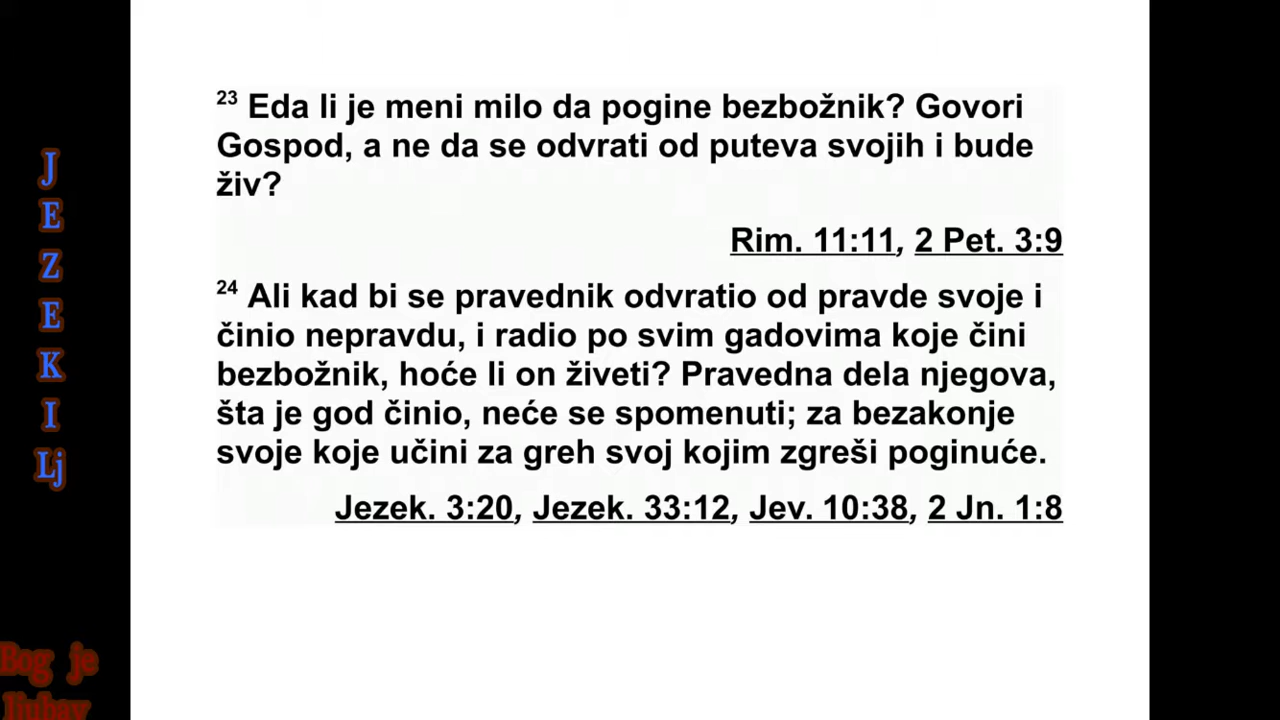 J
E
Z
E
K
I
Lj
Bog je
ljubav
23 Eda li je meni milo da pogine bezbožnik? Govori
Gospod, a ne da se odvrati od puteva svojih i bude
živ?
Rim. 11:11, 2 Pet. 3:9
24 Ali kad bi se pravednik odvratio od pravde svoje i
činio nepravdu, i radio po svim gadovima koje čini
bezbožnik, hoće li on živeti? Pravedna dela njegova,
šta je god činio, neće se spomenuti; za bezakonje
svoje koje učini za greh svoj kojim zgreši poginuće.
Jezek. 3:20, Jezek. 33:12, Jev. 10:38, 2 Jn. 1:8